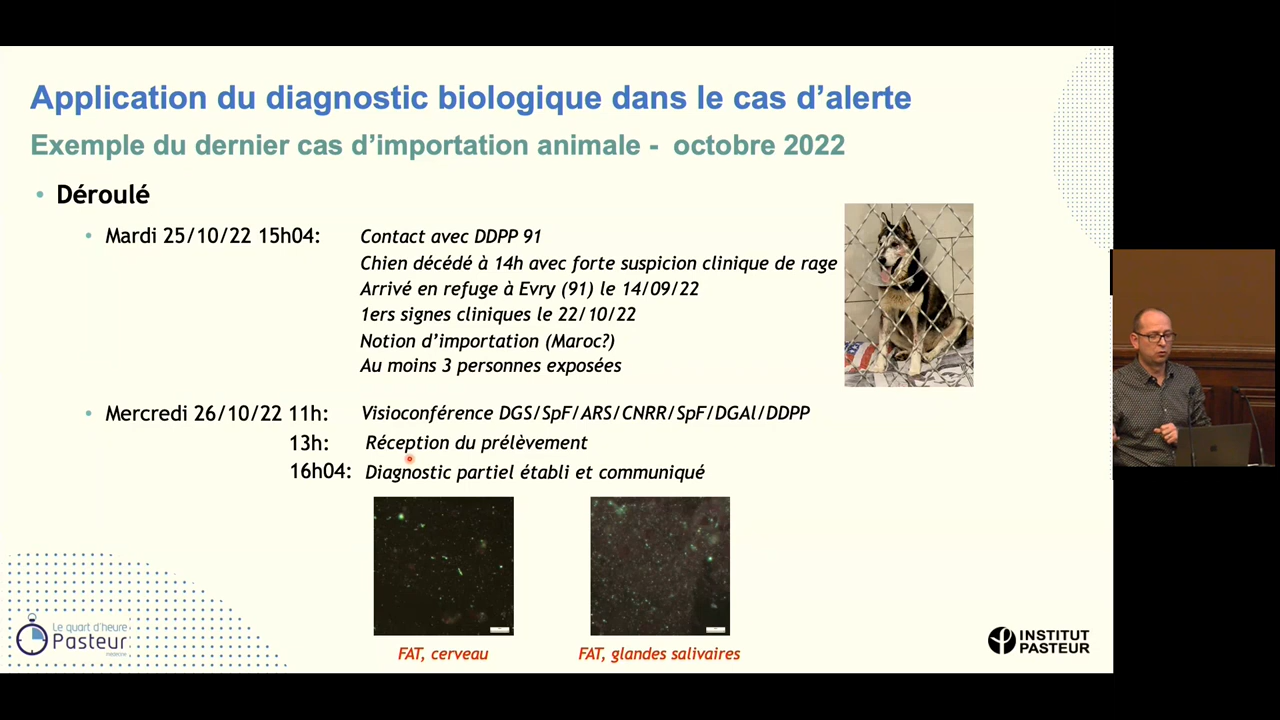 Application du diagnostic biologique dans le cas d’alerte
Exemple du dernier cas d’importation animale - octobre 2022
• Déroulé
• Mardi 25/10/22 15h04: Contact avec DDPP 91
Chien décédé à 14h avec forte suspicion clinique de rage
Arrivé en refuge à Evry (91) le 14/09/22
1ers signes cliniques le 22/10/22
Notion d’importation (Maroc?)
Au moins 3 personnes exposées
• Mercredi 26/10/22 11h: Visioconférence DGS/SpF/ARS/CNRR/SpF/DGAl/DDPP
13h: Réception du prélèvement
16h04: Diagnostic partiel établi et communiqué
FAT, cerveau
FAT, glandes salivaires
Le quart d’heure
Pasteur
médecine
INSTITUT
PASTEUR